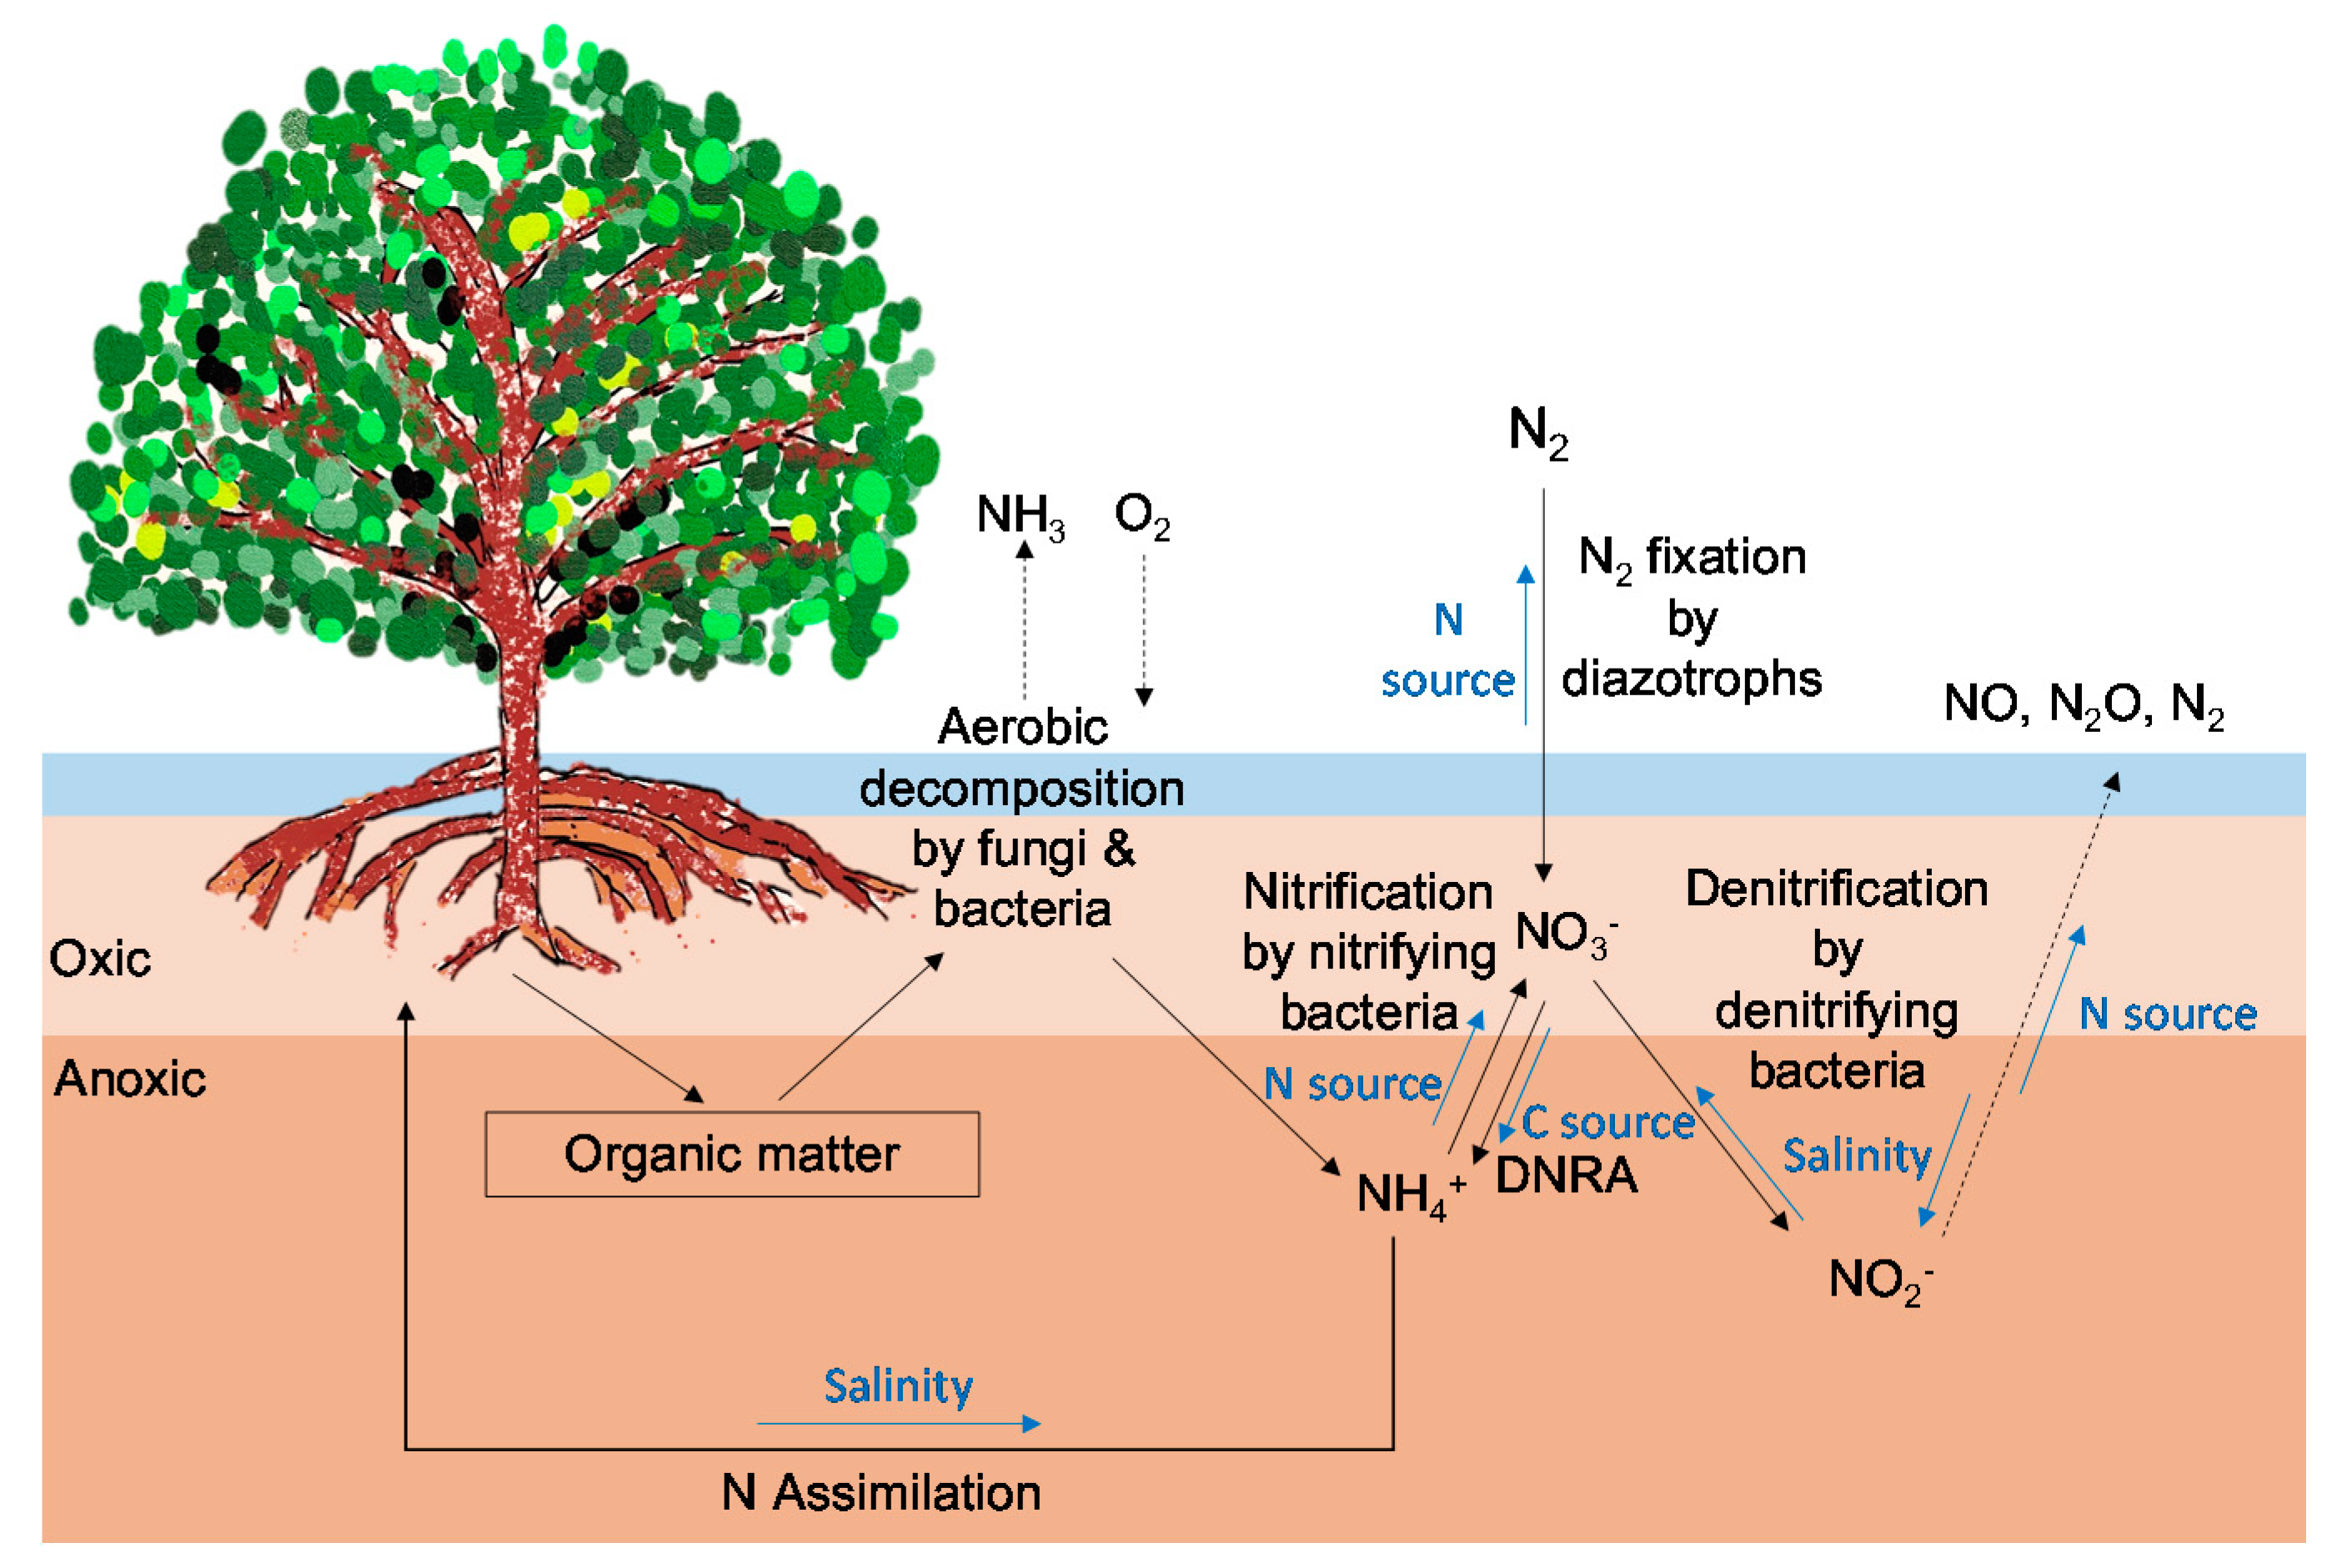 N₂
NH₃
O₂
N₂ fixation
by
diazotrophs
N
source
NO, N₂O, N₂
Aerobic
decomposition
by fungi &
bacteria
Nitrification
by nitrifying
bacteria
NO₃⁻
Denitrification
by
denitrifying
bacteria
Oxic
N source
Anoxic
N source
C source
Salinity
Organic matter
NH₄⁺
DNRA
NO₂⁻
Salinity
N Assimilation